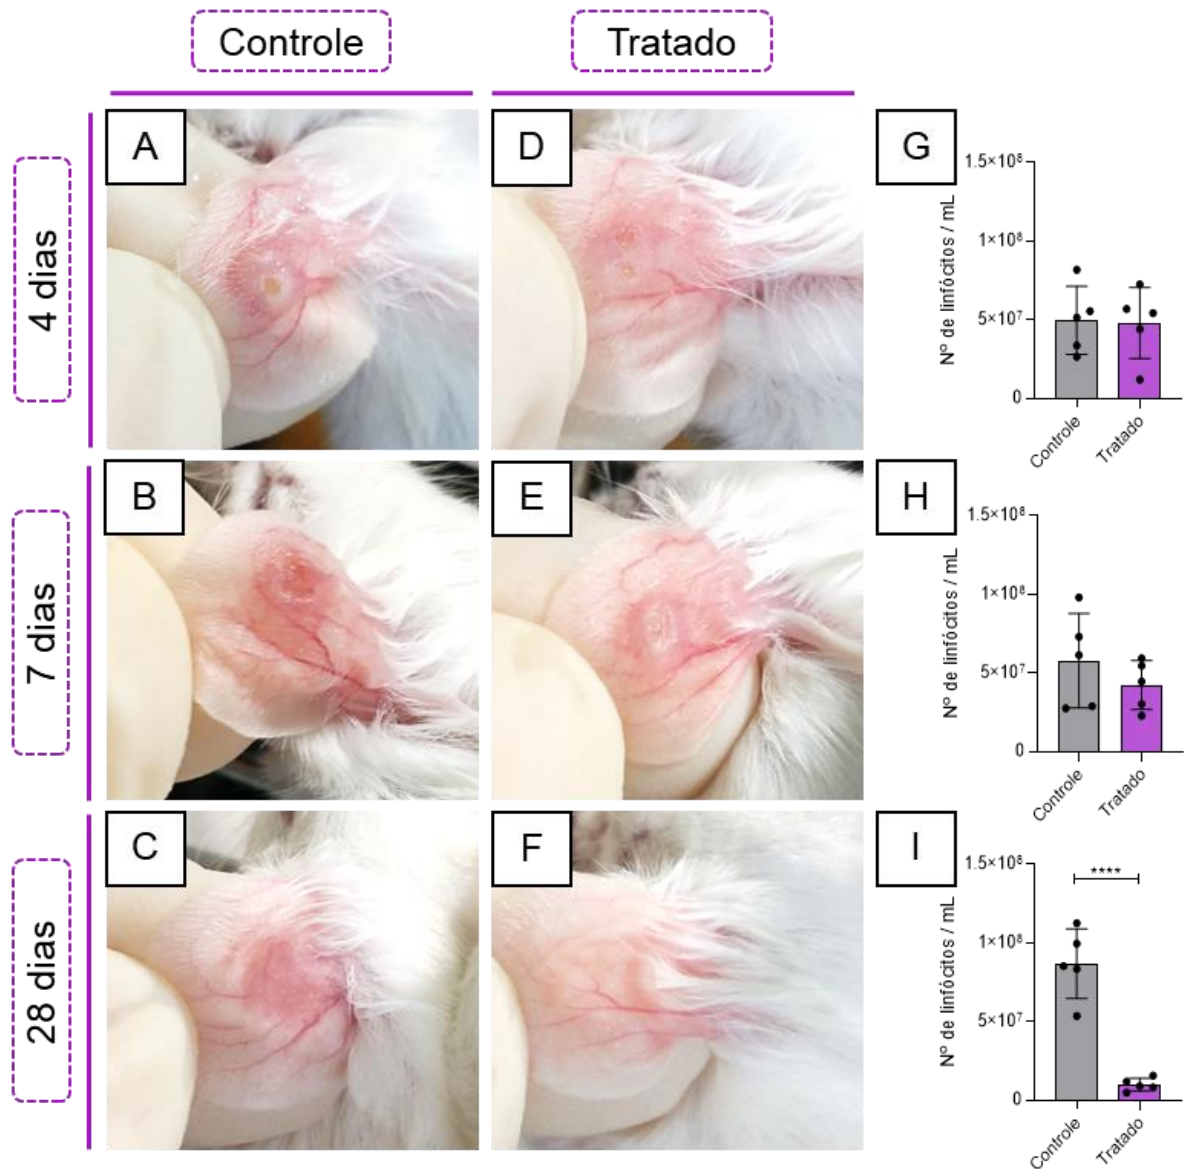 Controle
Tratado
4 dias
A
D
G
Nº de linfócitos / mL
1.5×10⁸
1×10⁸
5×10⁷
0
Controle
Tratado
7 dias
B
E
H
Nº de linfócitos / mL
1.5×10⁸
1×10⁸
5×10⁷
0
Controle
Tratado
28 dias
C
F
I
Nº de linfócitos / mL
1.5×10⁸
1×10⁸
5×10⁷
0
****
Controle
Tratado